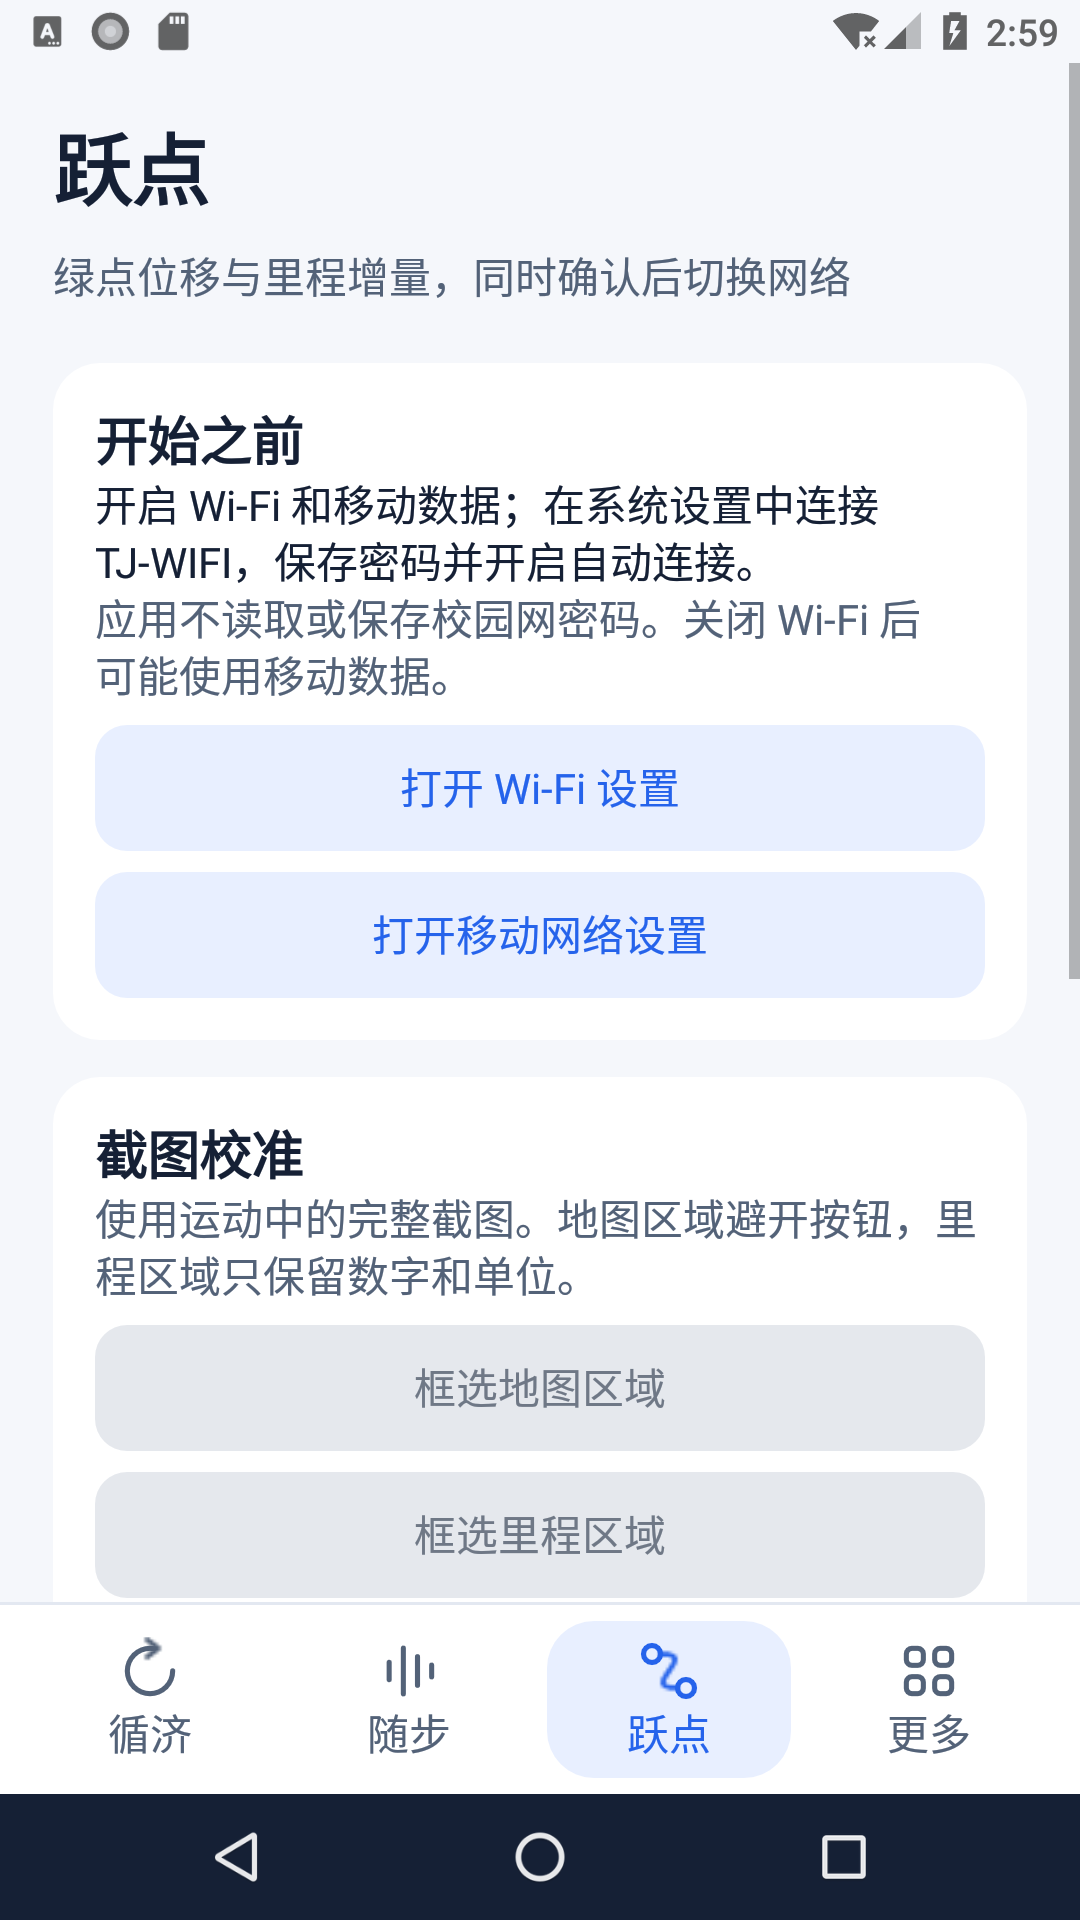 2:59
跃点
绿点位移与里程增量，同时确认后切换网络
开始之前
开启 Wi-Fi 和移动数据；在系统设置中连接
TJ-WIFI，保存密码并开启自动连接。
应用不读取或保存校园网密码。关闭 Wi-Fi 后
可能使用移动数据。
打开 Wi-Fi 设置
打开移动网络设置
截图校准
使用运动中的完整截图。地图区域避开按钮，里
程区域只保留数字和单位。
框选地图区域
框选里程区域
循济
随步
跃点
更多